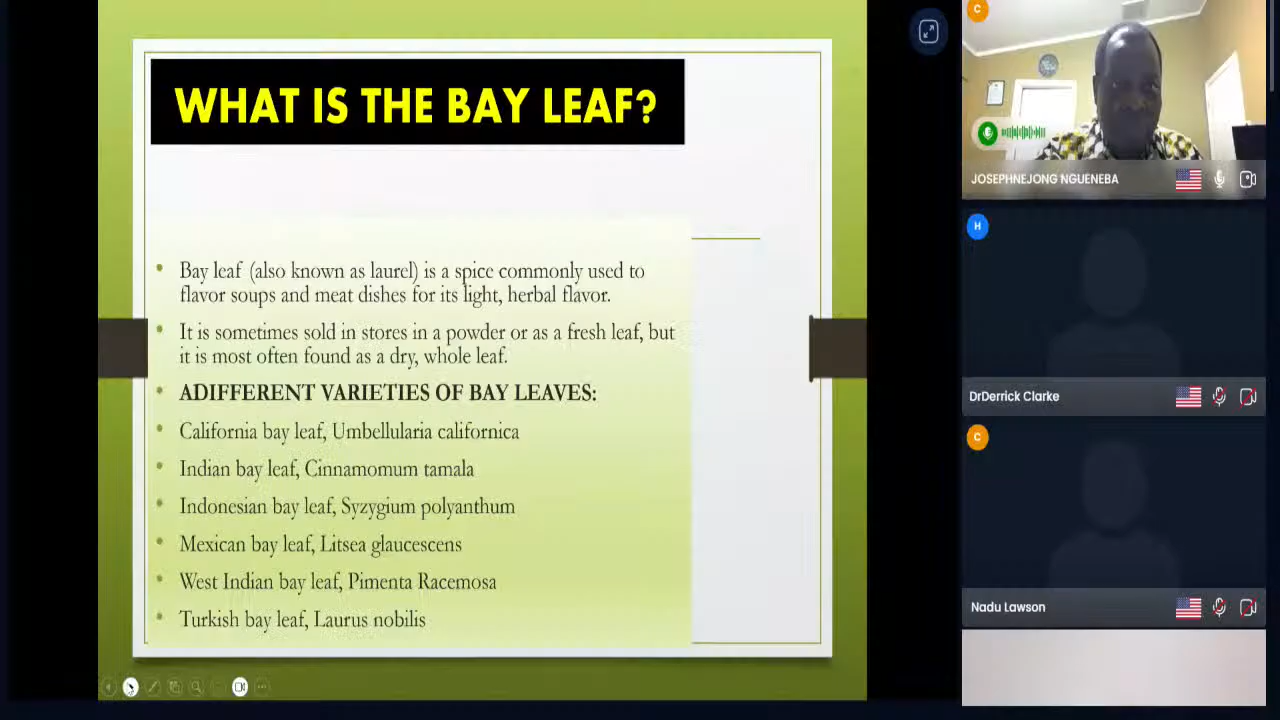 WHAT IS THE BAY LEAF?
Bay leaf (also known as laurel) is a spice commonly used to
flavor soups and meat dishes for its light, herbal flavor.
It is sometimes sold in stores in a powder or as a fresh leaf, but
it is most often found as a dry, whole leaf.
ADIFFERENT VARIETIES OF BAY LEAVES:
California bay leaf, Umbellularia californica
Indian bay leaf, Cinnamomum tamala
Indonesian bay leaf, Syzygium polyanthum
Mexican bay leaf, Litsea glaucescens
West Indian bay leaf, Pimenta Racemosa
Turkish bay leaf, Laurus nobilis
C
JOSEPHNEJONG NGUENEBA
H
DrDerrick Clarke
C
Nadu Lawson